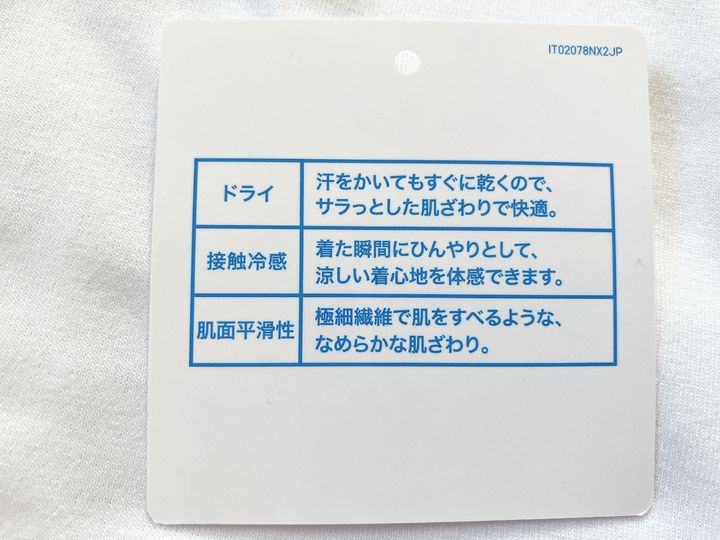 IT02078NX2JP
ドライ
汗をかいてもすぐに乾くので、
サラっとした肌ざわりで快適。
接触冷感
着た瞬間にひんやりとして、
涼しい着心地を体感できます。
肌面平滑性
極細繊維で肌をすべるような、
なめらかな肌ざわり。